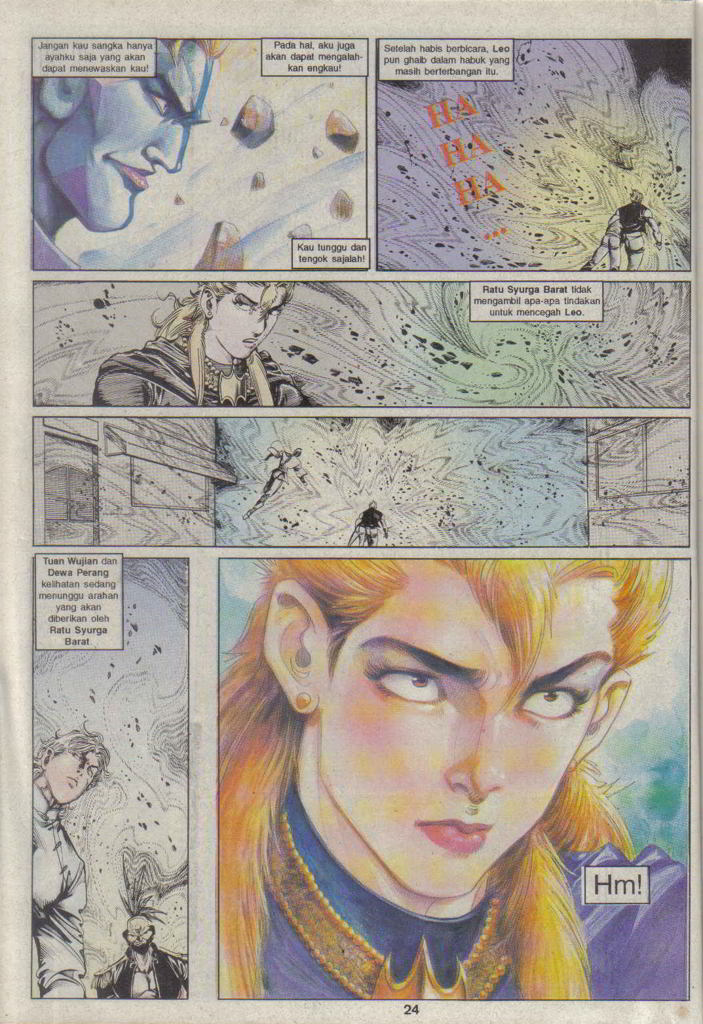 Jangan kau sangka hanya
ayahku saja yang akan
dapat menewaskan kau!
Pada hal, aku juga
akan dapat mengalah-
kan engkau!
Kau tunggu dan
tengok sajalah!
Setelah habis berbicara, Leo
pun ghaib dalam habuk yang
masih berterbangan itu.
HA
HA
HA
...
Ratu Syurga Barat tidak
mengambil apa-apa tindakan
untuk mencegah Leo.
Tuan Wujian dan
Dewa Perang
kelihatan sedang
menunggu arahan
yang akan
diberikan oleh
Ratu Syurga
Barat.
Hm!
24